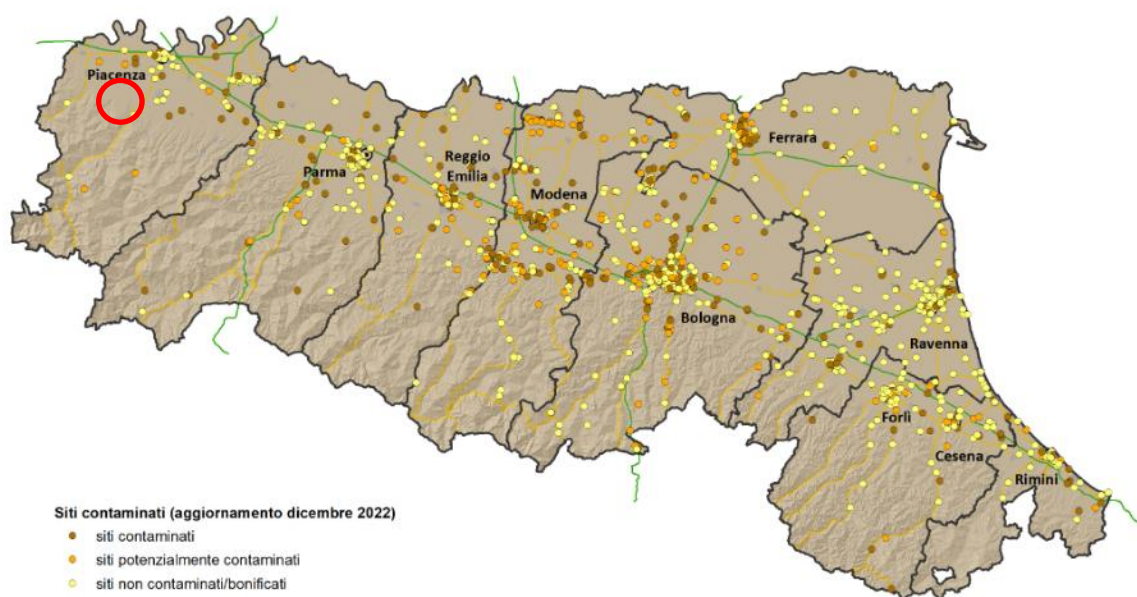 Piacenza
Parma
Reggio
Emilia
Modena
Ferrara
Bologna
Ravenna
Forlì
Cesena
Rimini
Siti contaminati (aggiornamento dicembre 2022)
siti contaminati
siti potenzialmente contaminati
siti non contaminati/bonificati